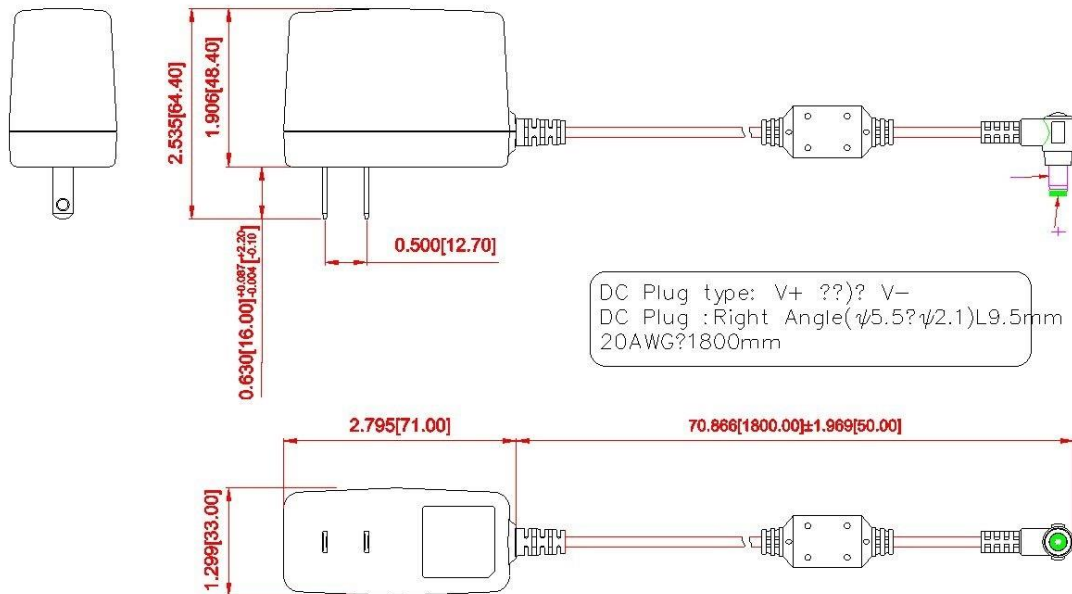 2.535[64.40]
1.906[48.40]
0.630[16.00] +0.087 -0.004 [+2.20 -0.10]
0.500[12.70]
DC Plug type: V+ ??)? V-
DC Plug :Right Angle(ψ5.5?ψ2.1)L9.5mm
20AWG?1800mm
2.795[71.00]
70.866[1800.00]±1.969[50.00]
1.299[33.00]
+